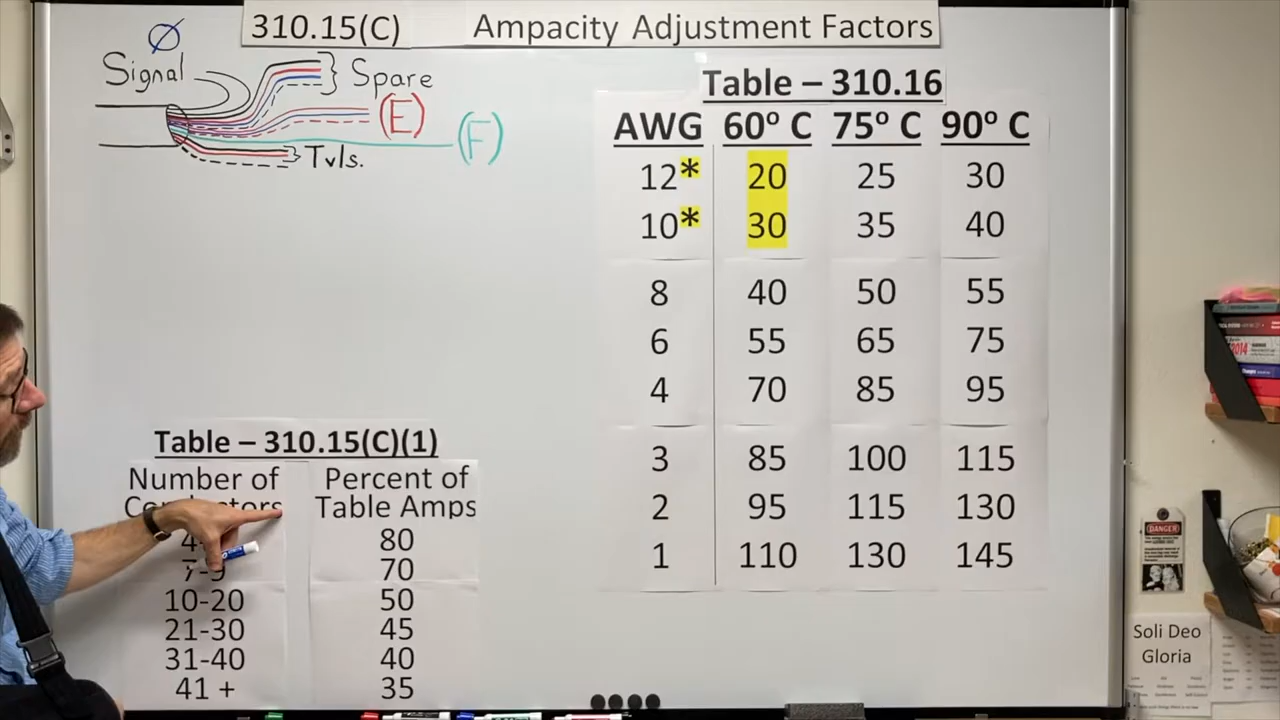 310.15(C) Ampacity Adjustment Factors
Ø
Signal
Spare
(E)
(F)
Tvls.
Table – 310.16
AWG 60° C 75° C 90° C
12* 20 25 30
10* 30 35 40
8 40 50 55
6 55 65 75
4 70 85 95
3 85 100 115
2 95 115 130
1 110 130 145
Table – 310.15(C)(1)
Number of Percent of
Table Amps
80
7-9 70
10-20 50
21-30 45
31-40 40
41 + 35
DANGER
2014
Soli Deo
Gloria